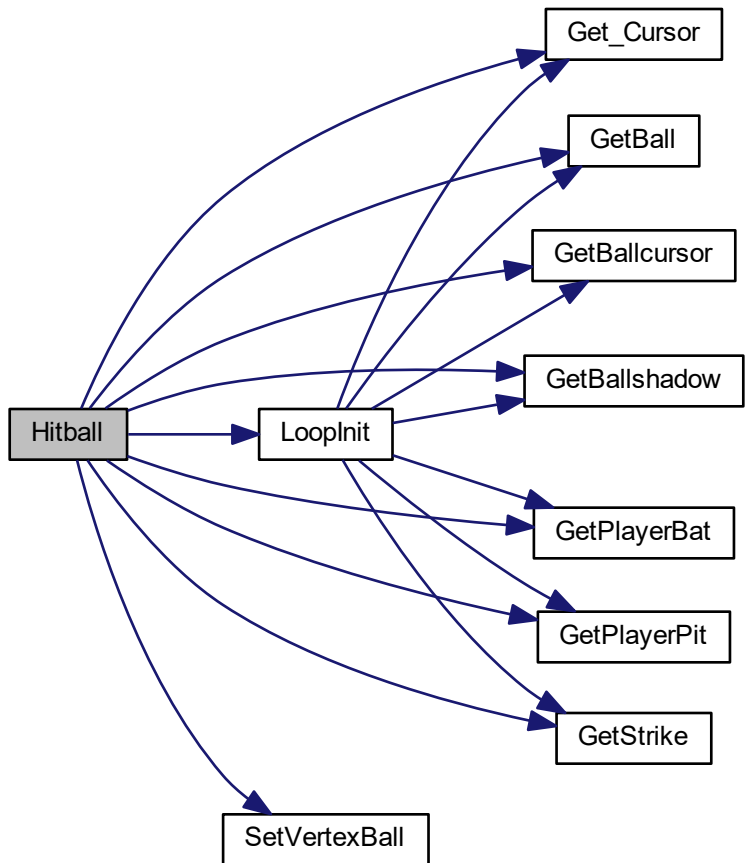 Get_Cursor
GetBall
GetBallcursor
GetBallshadow
Hitball
LoopInit
GetPlayerBat
GetPlayerPit
GetStrike
SetVertexBall